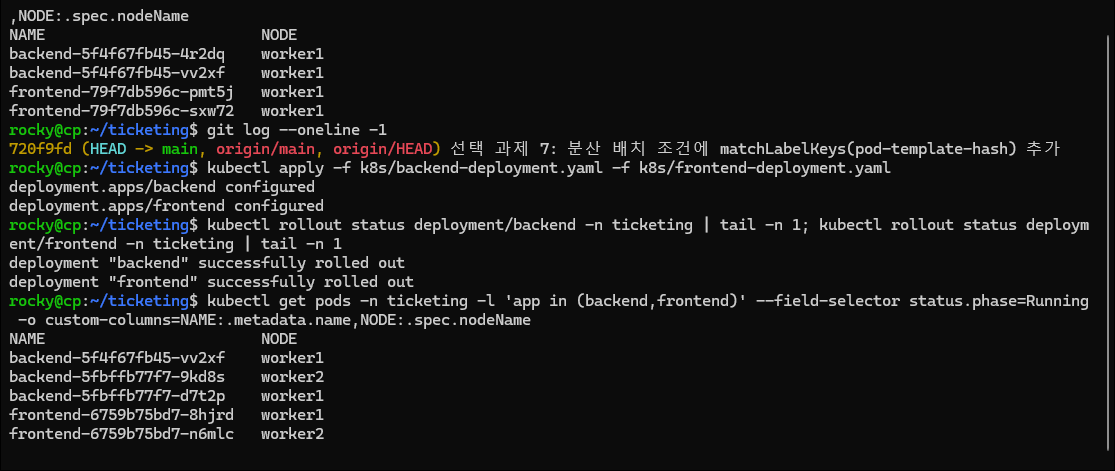 ,NODE:.spec.nodeName
NAME                        NODE
backend-5f4f67fb45-4r2dq    worker1
backend-5f4f67fb45-vv2xf    worker1
frontend-79f7db596c-pmt5j   worker1
frontend-79f7db596c-sxw72   worker1
rocky@cp:~/ticketing$ git log --oneline -1
720f9fd (HEAD -> main, origin/main, origin/HEAD) 선택 과제 7: 분산 배치 조건에 matchLabelKeys(pod-template-hash) 추가
rocky@cp:~/ticketing$ kubectl apply -f k8s/backend-deployment.yaml -f k8s/frontend-deployment.yaml
deployment.apps/backend configured
deployment.apps/frontend configured
rocky@cp:~/ticketing$ kubectl rollout status deployment/backend -n ticketing | tail -n 1; kubectl rollout status deploym
ent/frontend -n ticketing | tail -n 1
deployment "backend" successfully rolled out
deployment "frontend" successfully rolled out
rocky@cp:~/ticketing$ kubectl get pods -n ticketing -l 'app in (backend,frontend)' --field-selector status.phase=Running
 -o custom-columns=NAME:.metadata.name,NODE:.spec.nodeName
NAME                        NODE
backend-5f4f67fb45-vv2xf    worker1
backend-5fbffb77f7-9kd8s    worker2
backend-5fbffb77f7-d7t2p    worker1
frontend-6759b75bd7-8hjrd   worker1
frontend-6759b75bd7-n6mlc   worker2